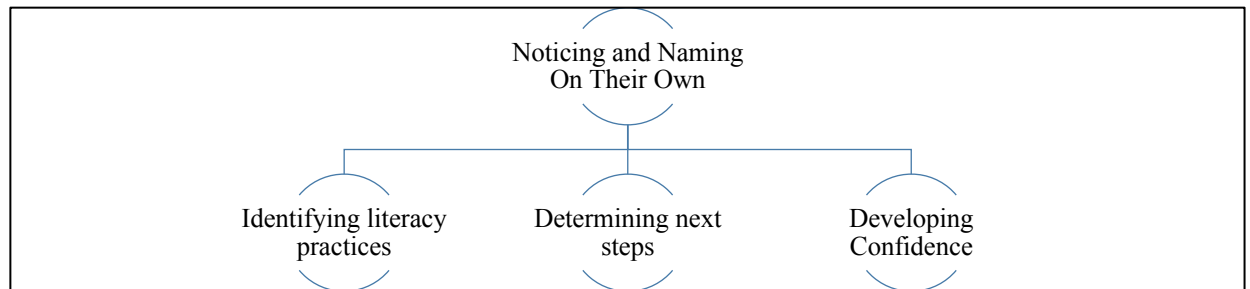 Noticing and Naming
On Their Own
Identifying literacy
practices
Determining next
steps
Developing
Confidence